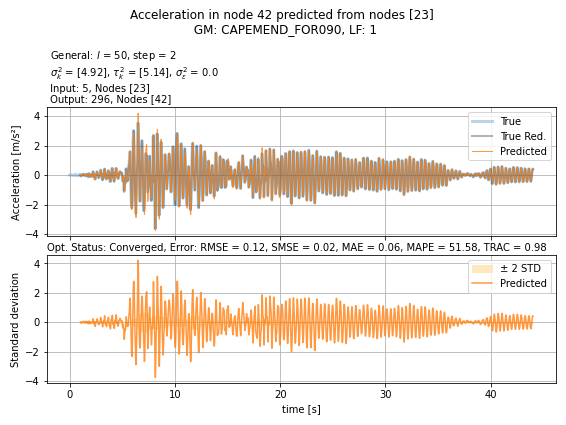 Acceleration in node 42 predicted from nodes [23]
GM: CAPEMEND_FOR090, LF: 1
General: l = 50, step = 2
σ²ₖ = [4.92], τ²ₖ = [5.14], σ²ε = 0.0
Input: 5, Nodes [23]
Output: 296, Nodes [42]
Acceleration [m/s²]
4
2
0
−2
−4
True
True Red.
Predicted
Opt. Status: Converged, Error: RMSE = 0.12, SMSE = 0.02, MAE = 0.06, MAPE = 51.58, TRAC = 0.98
Standard deviation
4
2
0
−2
−4
± 2 STD
Predicted
0
10
20
30
40
time [s]